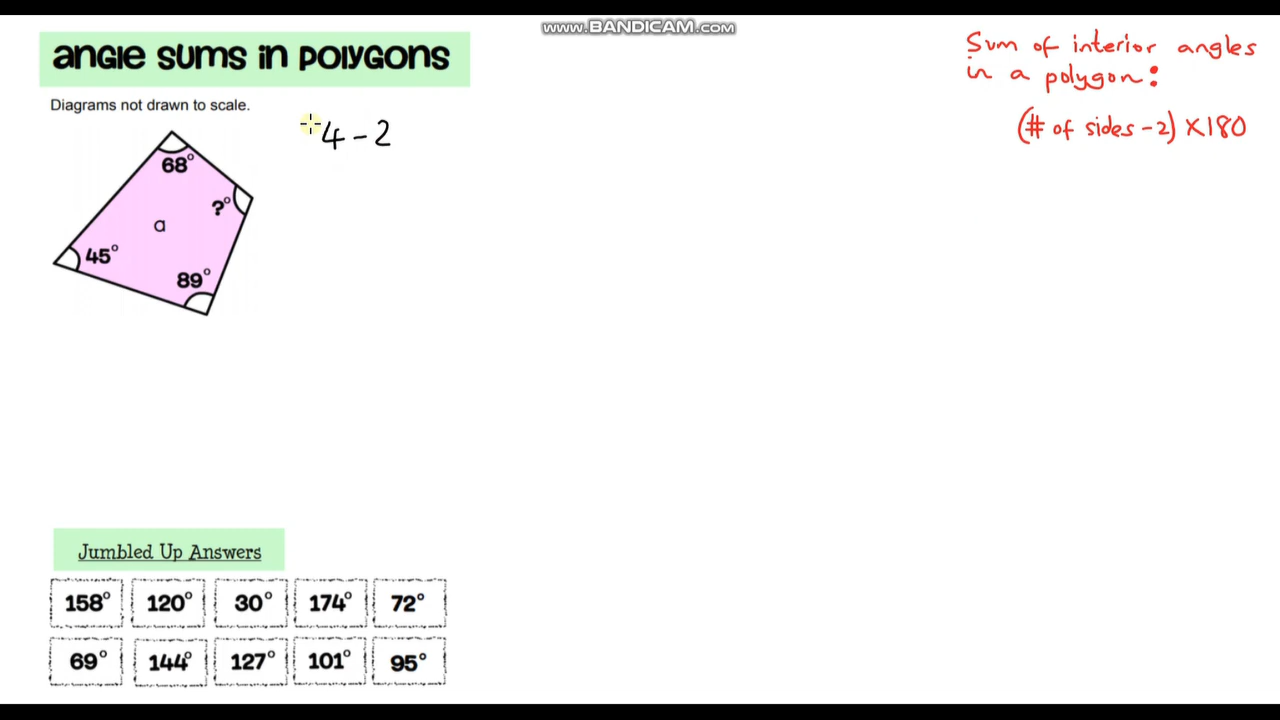 www.BANDICAM.com
ANGLE SUMS IN POLYGONS
Sum of interior angles
in a polygon:
(# of sides - 2) × 180
Diagrams not drawn to scale.
4 - 2
68°
?°
a
45°
89°
Jumbled Up Answers
158° 120° 30° 174° 72°
69° 144° 127° 101° 95°